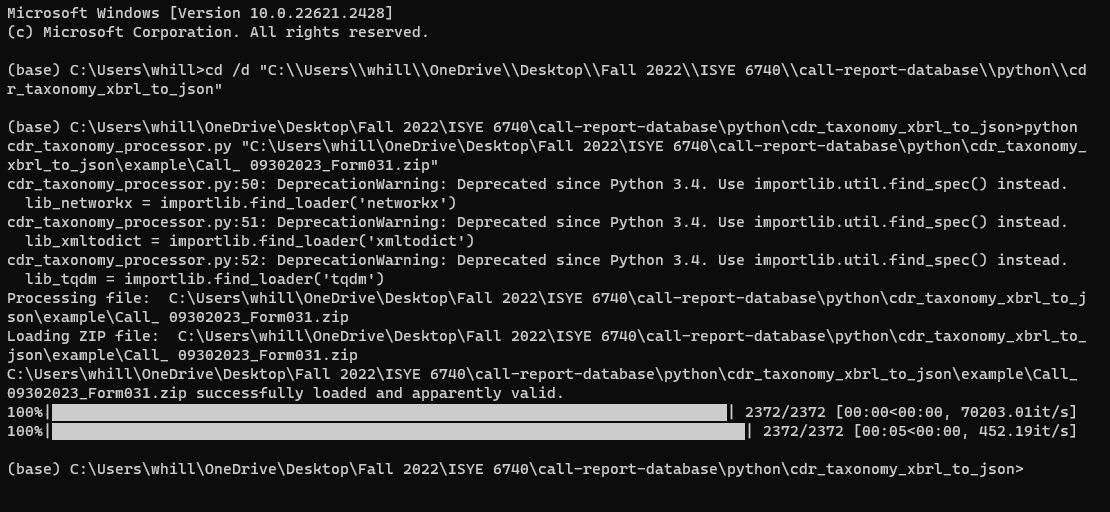 Microsoft Windows [Version 10.0.22621.2428]
(c) Microsoft Corporation. All rights reserved.
(base) C:\Users\whill>cd /d "C:\\Users\\whill\\OneDrive\\Desktop\\Fall 2022\\ISYE 6740\\call-report-database\\python\\cd
r_taxonomy_xbrl_to_json"
(base) C:\Users\whill\OneDrive\Desktop\Fall 2022\ISYE 6740\call-report-database\python\cdr_taxonomy_xbrl_to_json>python
cdr_taxonomy_processor.py "C:\Users\whill\OneDrive\Desktop\Fall 2022\ISYE 6740\call-report-database\python\cdr_taxonomy_
xbrl_to_json\example\Call_ 09302023_Form031.zip"
cdr_taxonomy_processor.py:50: DeprecationWarning: Deprecated since Python 3.4. Use importlib.util.find_spec() instead.
  lib_networkx = importlib.find_loader('networkx')
cdr_taxonomy_processor.py:51: DeprecationWarning: Deprecated since Python 3.4. Use importlib.util.find_spec() instead.
  lib_xmltodict = importlib.find_loader('xmltodict')
cdr_taxonomy_processor.py:52: DeprecationWarning: Deprecated since Python 3.4. Use importlib.util.find_spec() instead.
  lib_tqdm = importlib.find_loader('tqdm')
Processing file:  C:\Users\whill\OneDrive\Desktop\Fall 2022\ISYE 6740\call-report-database\python\cdr_taxonomy_xbrl_to_j
son\example\Call_ 09302023_Form031.zip
Loading ZIP file:  C:\Users\whill\OneDrive\Desktop\Fall 2022\ISYE 6740\call-report-database\python\cdr_taxonomy_xbrl_to_
json\example\Call_ 09302023_Form031.zip
C:\Users\whill\OneDrive\Desktop\Fall 2022\ISYE 6740\call-report-database\python\cdr_taxonomy_xbrl_to_json\example\Call_
09302023_Form031.zip successfully loaded and apparently valid.
100%| | 2372/2372 [00:00<00:00, 70203.01it/s]
100%| | 2372/2372 [00:05<00:00, 452.19it/s]
(base) C:\Users\whill\OneDrive\Desktop\Fall 2022\ISYE 6740\call-report-database\python\cdr_taxonomy_xbrl_to_json>